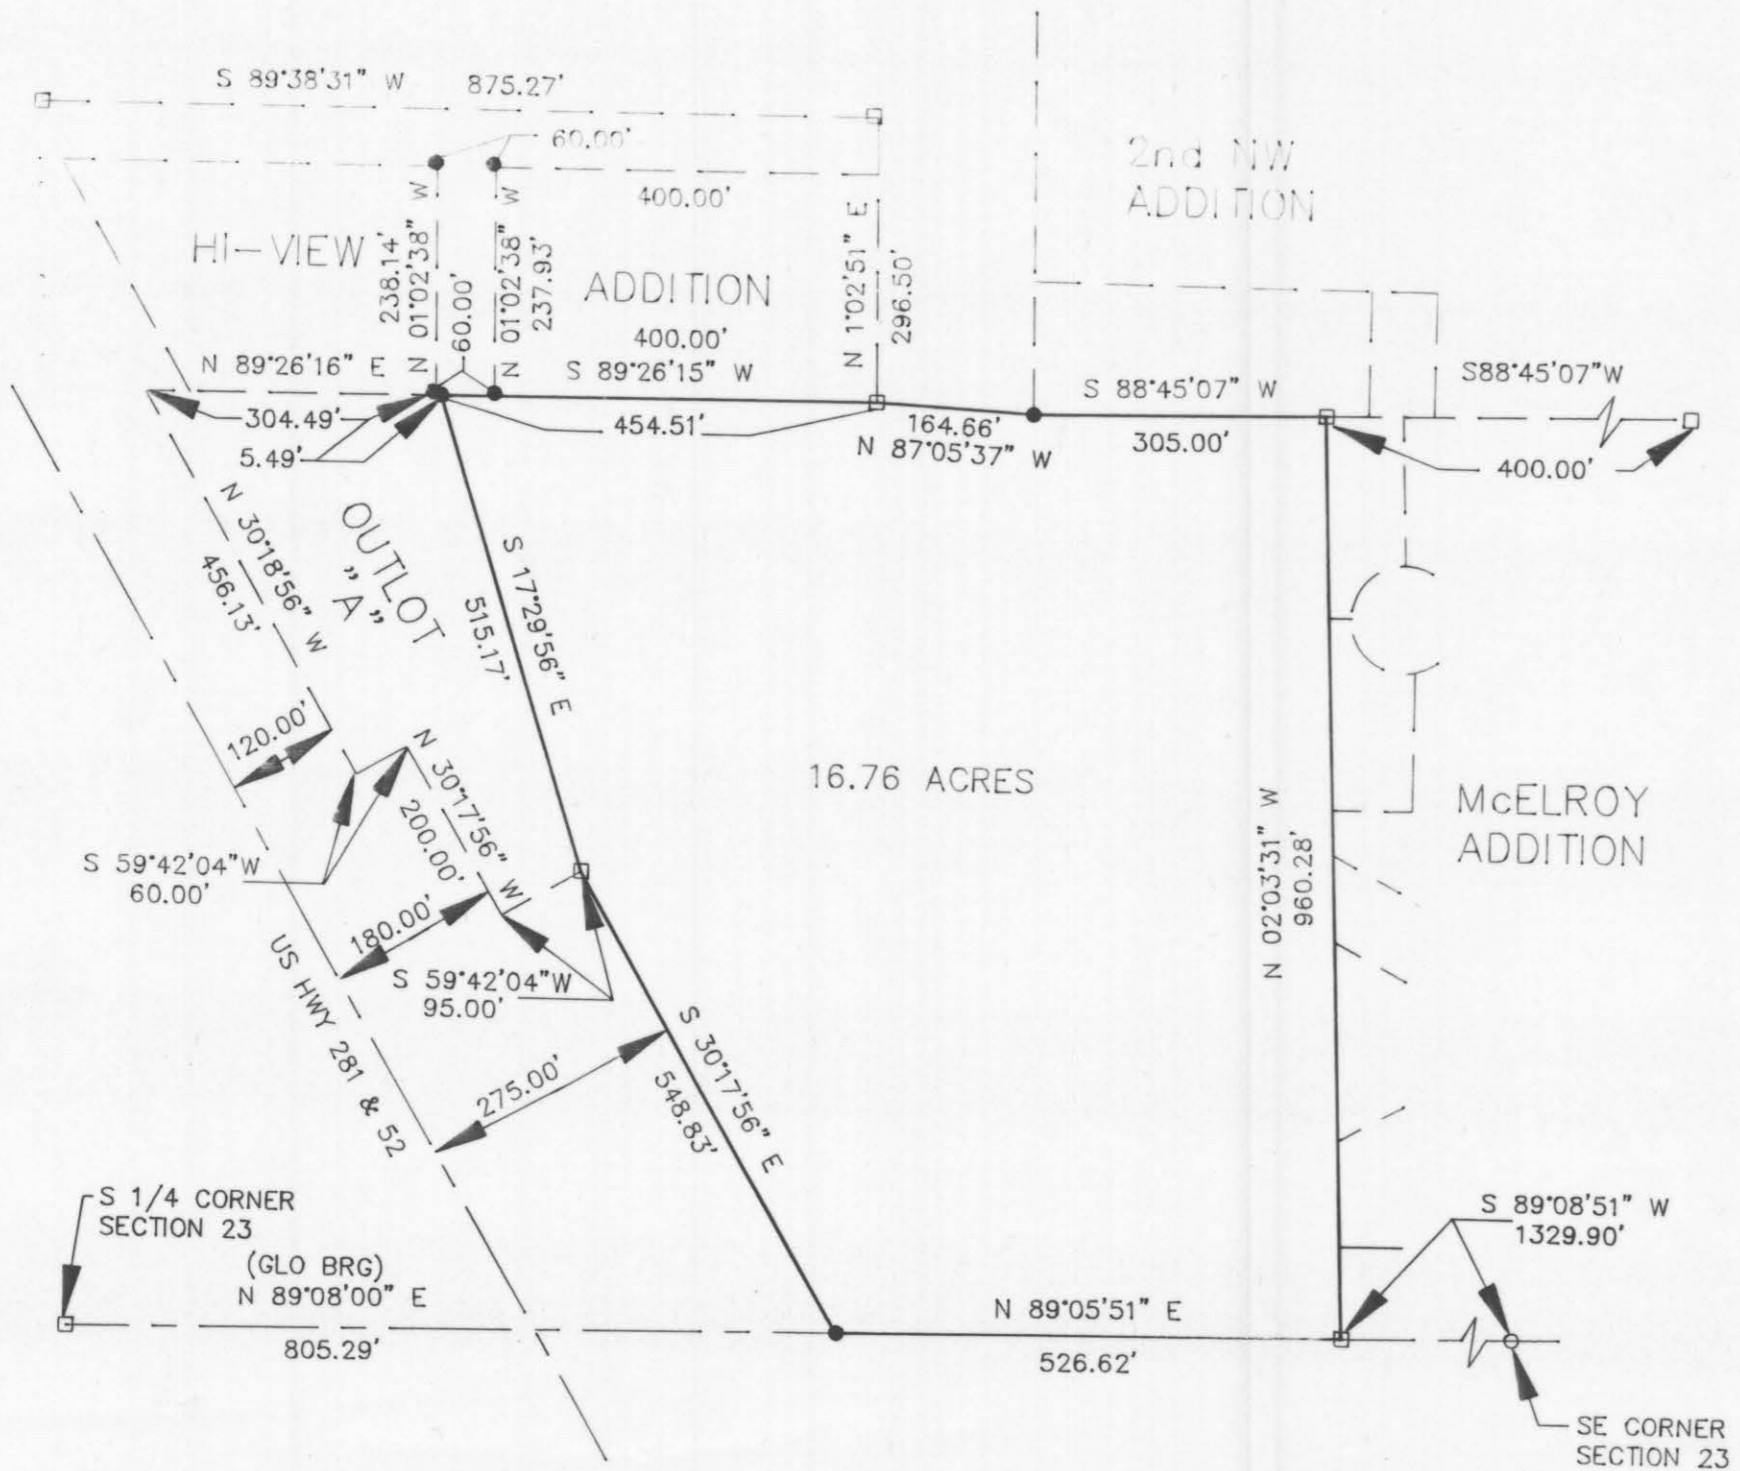 S 89°38'31" W 875.27'
60.00'
400.00'
2nd NW
ADDITION
HI-VIEW
ADDITION
N 01°02'38" W
238.14'
60.00'
N 01°02'38" W
237.93'
N 1°02'51" E
296.50'
400.00'
N 89°26'16" E
S 89°26'15" W
S 88°45'07" W
S88°45'07"W
304.49'
5.49'
454.51'
164.66'
N 87°05'37" W
305.00'
400.00'
N 30°18'56" W
456.13'
OUTLOT
"A"
S 17°29'56" E
515.17'
120.00'
N 30°17'56" W
200.00'
16.76 ACRES
McELROY
ADDITION
N 02°03'31" W
960.28'
S 59°42'04"W
60.00'
180.00'
S 59°42'04"W
95.00'
US HWY 281 & 52
275.00'
S 30°17'56" E
548.83'
S 1/4 CORNER
SECTION 23
(GLO BRG)
N 89°08'00" E
805.29'
N 89°05'51" E
526.62'
S 89°08'51" W
1329.90'
SE CORNER
SECTION 23